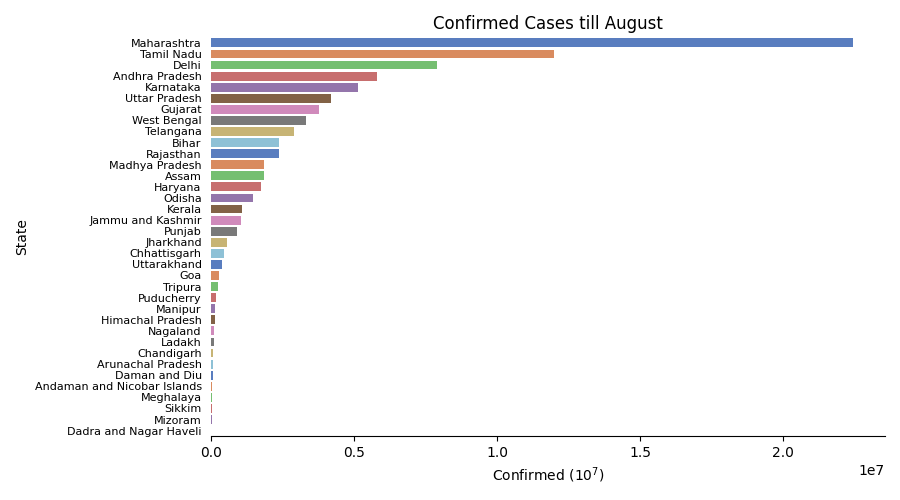 Confirmed Cases till August
Maharashtra
Tamil Nadu
Delhi
Andhra Pradesh
Karnataka
Uttar Pradesh
Gujarat
West Bengal
Telangana
Bihar
Rajasthan
Madhya Pradesh
Assam
Haryana
Odisha
Kerala
Jammu and Kashmir
Punjab
Jharkhand
Chhattisgarh
Uttarakhand
Goa
Tripura
Puducherry
Manipur
Himachal Pradesh
Nagaland
Ladakh
Chandigarh
Arunachal Pradesh
Daman and Diu
Andaman and Nicobar Islands
Meghalaya
Sikkim
Mizoram
Dadra and Nagar Haveli
State
0.0 0.5 1.0 1.5 2.0
1e7
Confirmed (10⁷)